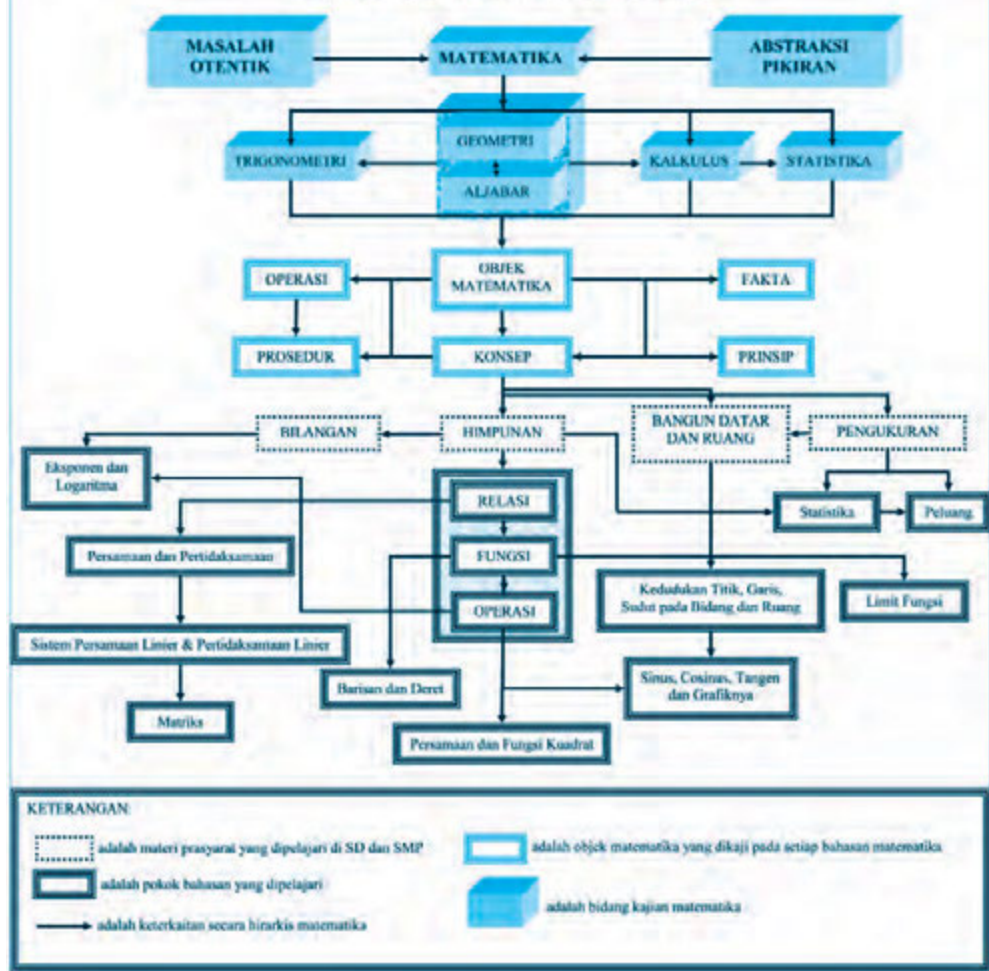 MASALAH
OTENTIK
MATEMATIKA
ABSTRAKSI
PIKIRAN
GEOMETRI
TRIGONOMETRI
KALKULUS
STATISTIKA
ALJABAR
OPERASI
OBJEK
MATEMATIKA
FAKTA
PROSEDUR
KONSEP
PRINSIP
BILANGAN
HIMPUNAN
BANGUN DATAR
DAN RUANG
PENGUKURAN
Eksponen dan
Logaritma
RELASI
Statistika
Peluang
Persamaan dan Pertidaksamaan
FUNGSI
Kedudukan Titik, Garis,
Sudut pada Bidang dan Ruang
Limit Fungsi
OPERASI
Sistem Persamaan Linier & Pertidaksamaan Linier
Barisan dan Deret
Sinus, Cosinus, Tangen
dan Grafiknya
Matriks
Persamaan dan Fungsi Kuadrat
KETERANGAN:
adalah materi prasyarat yang dipelajari di SD dan SMP
adalah objek matematika yang dikaji pada setiap bahasan matematika
adalah pokok bahasan yang dipelajari
adalah bidang kajian matematika
adalah keterkaitan secara hirarkis matematika